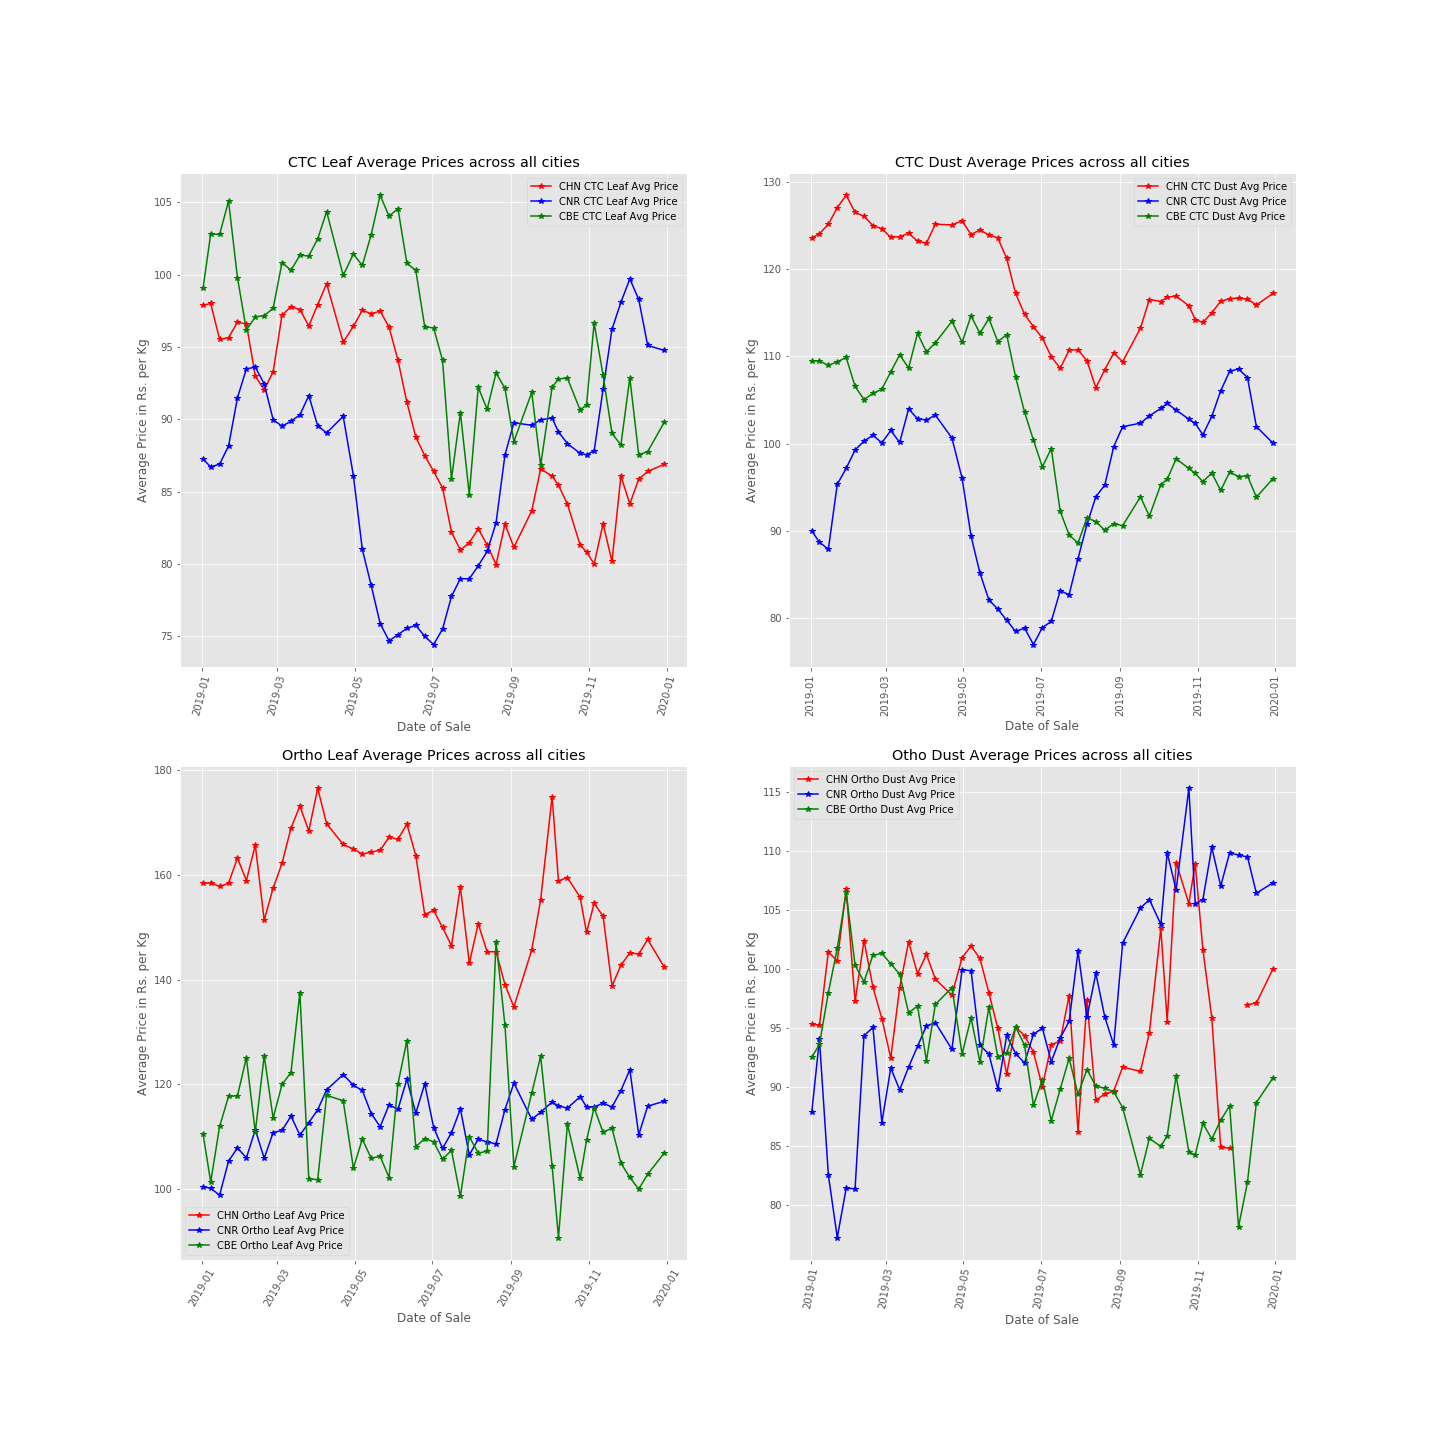 CTC Leaf Average Prices across all cities
CHN CTC Leaf Avg Price
CNR CTC Leaf Avg Price
CBE CTC Leaf Avg Price
105
100
95
90
85
80
75
Average Price in Rs. per Kg
2019-01
2019-03
2019-05
2019-07
2019-09
2019-11
2020-01
Date of Sale
CTC Dust Average Prices across all cities
CHN CTC Dust Avg Price
CNR CTC Dust Avg Price
CBE CTC Dust Avg Price
130
120
110
100
90
80
Average Price in Rs. per Kg
2019-01
2019-03
2019-05
2019-07
2019-09
2019-11
2020-01
Date of Sale
Ortho Leaf Average Prices across all cities
180
160
140
120
100
Average Price in Rs. per Kg
CHN Ortho Leaf Avg Price
CNR Ortho Leaf Avg Price
CBE Ortho Leaf Avg Price
2019-01
2019-03
2019-05
2019-07
2019-09
2019-11
2020-01
Date of Sale
Otho Dust Average Prices across all cities
CHN Ortho Dust Avg Price
CNR Ortho Dust Avg Price
CBE Ortho Dust Avg Price
115
110
105
100
95
90
85
80
Average Price in Rs. per Kg
2019-01
2019-03
2019-05
2019-07
2019-09
2019-11
2020-01
Date of Sale